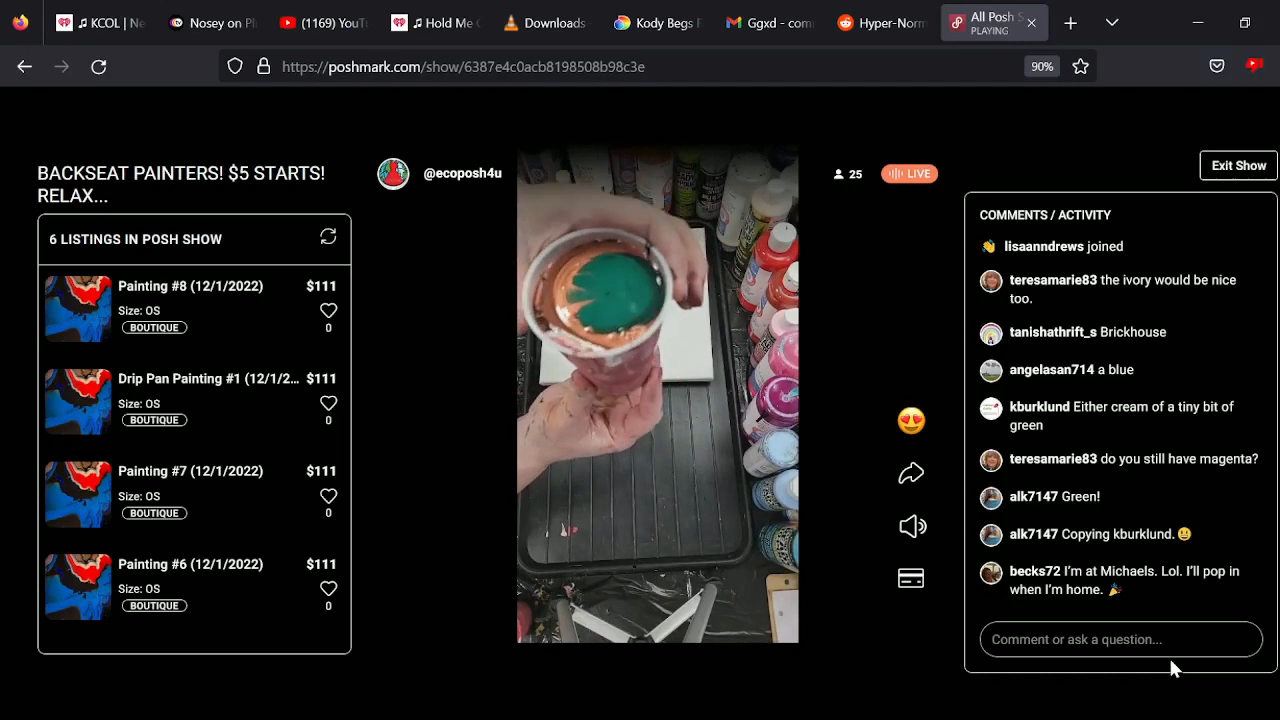 ♫ KCOL | Ne
Nosey on Pl
(1169) YouT
♫ Hold Me C
Downloads
Kody Begs F
Ggxd - com
Hyper-Norm
All Posh S
PLAYING
https://poshmark.com/show/6387e4c0acb8198508b98c3e
90%
BACKSEAT PAINTERS! $5 STARTS!
RELAX...
@ecoposh4u
25
LIVE
Exit Show
6 LISTINGS IN POSH SHOW
Painting #8 (12/1/2022) $111
Size: OS
BOUTIQUE
0
Drip Pan Painting #1 (12/1/2... $111
Size: OS
BOUTIQUE
0
Painting #7 (12/1/2022) $111
Size: OS
BOUTIQUE
0
Painting #6 (12/1/2022) $111
Size: OS
BOUTIQUE
0
COMMENTS / ACTIVITY
👋 lisaanndrews joined
teresamarie83 the ivory would be nice
too.
tanishathrift_s Brickhouse
angelasan714 a blue
kburklund Either cream of a tiny bit of
green
teresamarie83 do you still have magenta?
alk7147 Green!
alk7147 Copying kburklund. 😃
becks72 I'm at Michaels. Lol. I'll pop in
when I'm home. 🎉
Comment or ask a question...